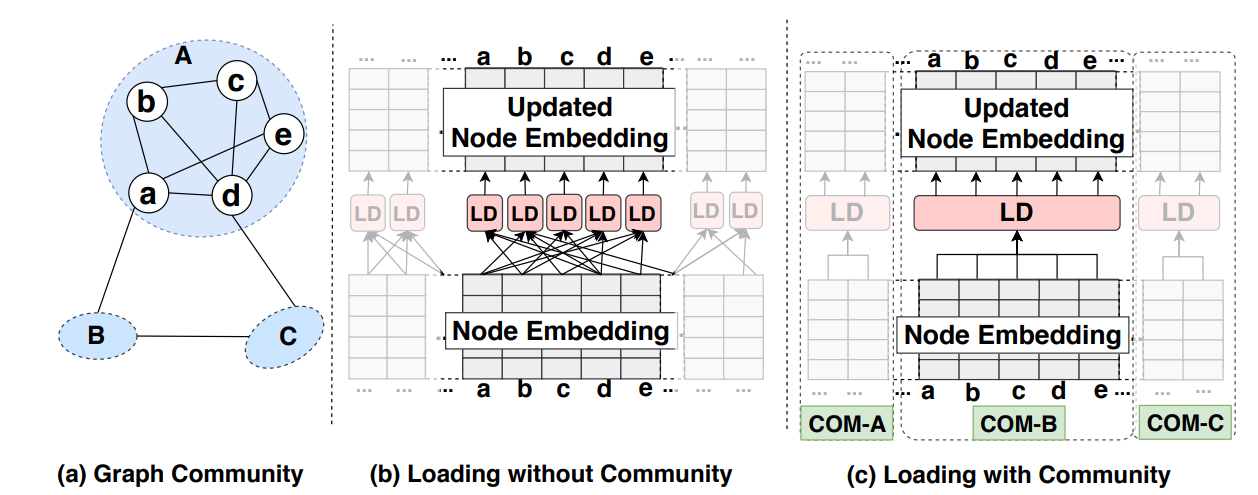 A
b
c
e
a
d
B
C
(a) Graph Community
... ... ... a b c d e ... ... ...
Updated
Node Embedding
LD LD LD LD LD LD LD LD LD
Node Embedding
... ... ... a b c d e ... ... ...
(b) Loading without Community
... ... ... a b c d e ... ... ...
Updated
Node Embedding
LD LD LD
Node Embedding
... ... ... a b c d e ... ... ...
COM-A COM-B COM-C
(c) Loading with Community